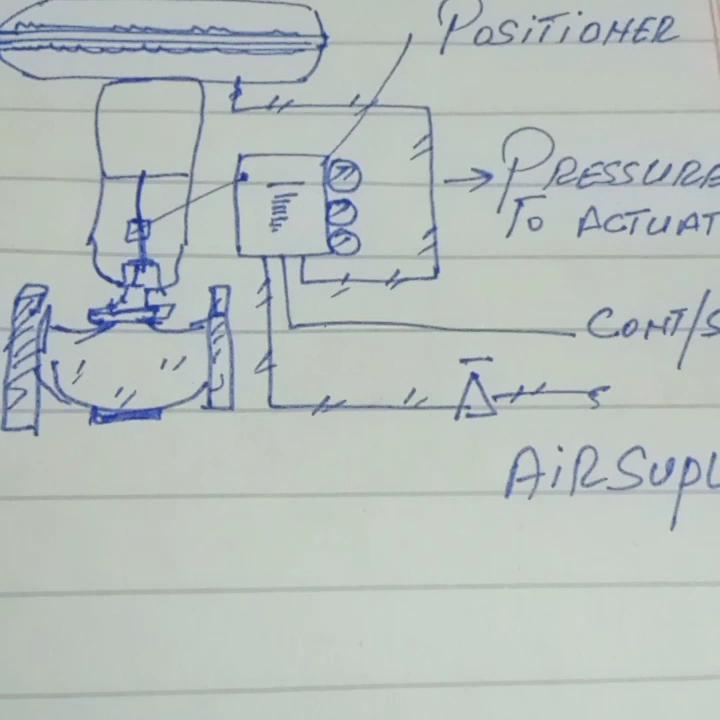 POSITIONER
PRESSURE
TO ACTUAT
CONT/S
AIR SUPL